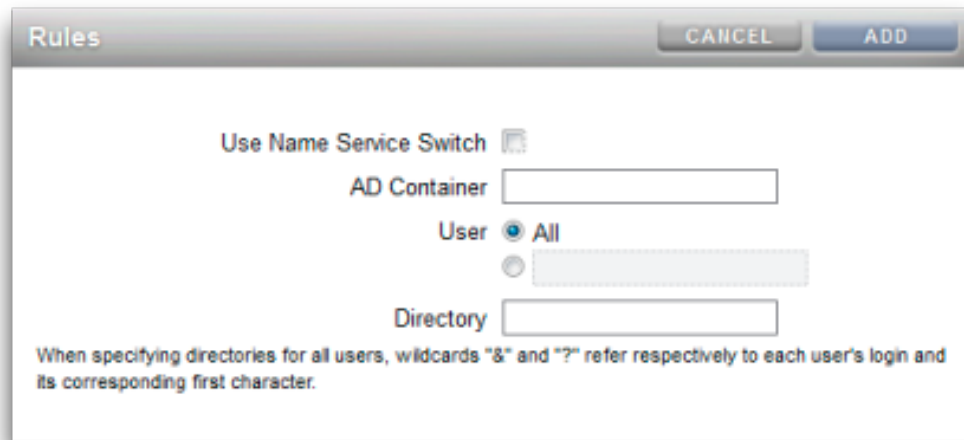 Rules CANCEL ADD
Use Name Service Switch
AD Container
User All
Directory
When specifying directories for all users, wildcards "&" and "?" refer respectively to each user's login and
its corresponding first character.